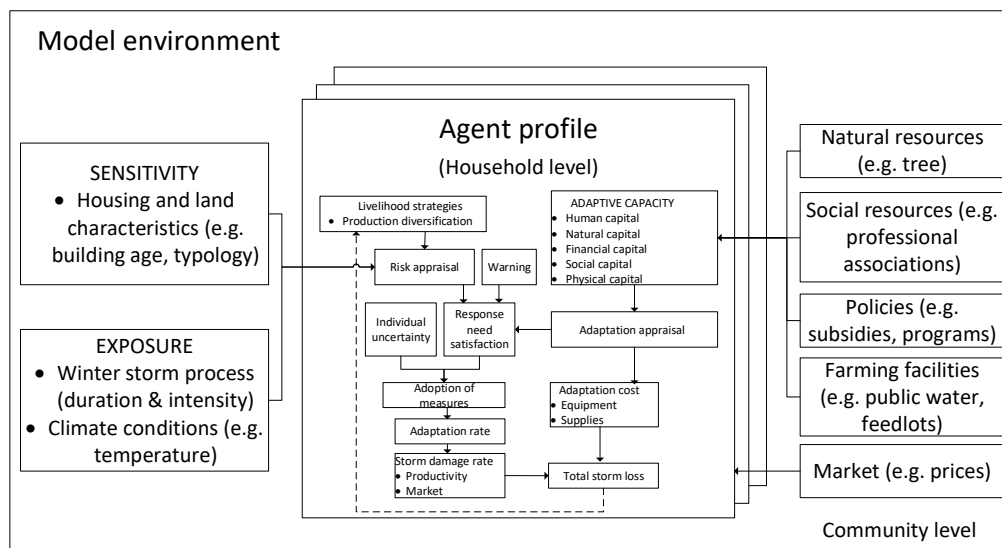 Model environment
SENSITIVITY
• Housing and land
characteristics (e.g.
building age, typology)
EXPOSURE
• Winter storm process
(duration & intensity)
• Climate conditions (e.g.
temperature)
Agent profile
(Household level)
Livelihood strategies
• Production diversification
ADAPTIVE CAPACITY
• Human capital
• Natural capital
• Financial capital
• Social capital
• Physical capital
Risk appraisal
Warning
Individual
uncertainty
Response
need
satisfaction
Adaptation appraisal
Adoption of
measures
Adaptation cost
• Equipment
• Supplies
Adaptation rate
Storm damage rate
• Productivity
• Market
Total storm loss
Natural resources
(e.g. tree)
Social resources (e.g.
professional
associations)
Policies (e.g.
subsidies, programs)
Farming facilities
(e.g. public water,
feedlots)
Market (e.g. prices)
Community level